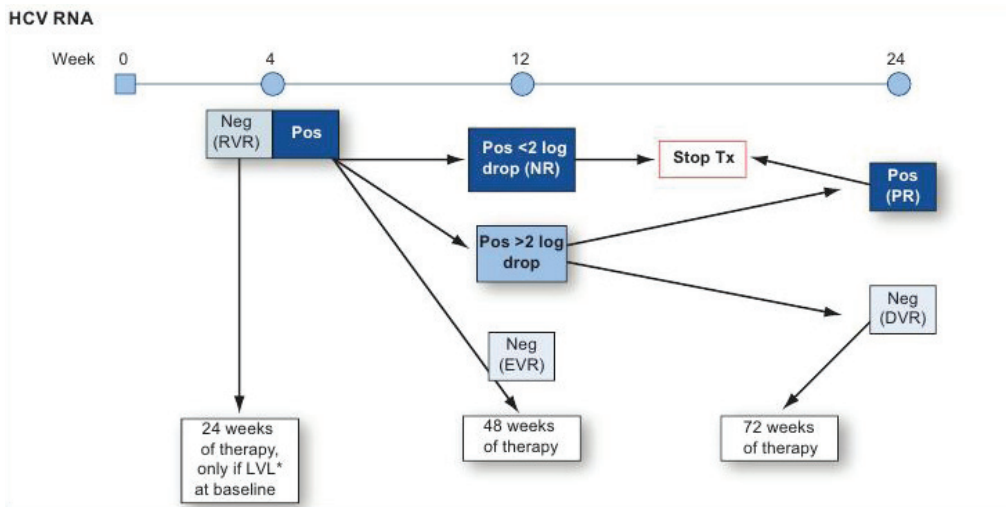 HCV RNA
Week
0
4
12
24
Neg
(RVR)
Pos
Pos <2 log
drop (NR)
Stop Tx
Pos
(PR)
Pos >2 log
drop
Neg
(DVR)
Neg
(EVR)
24 weeks
of therapy,
only if LVL*
at baseline
48 weeks
of therapy
72 weeks
of therapy